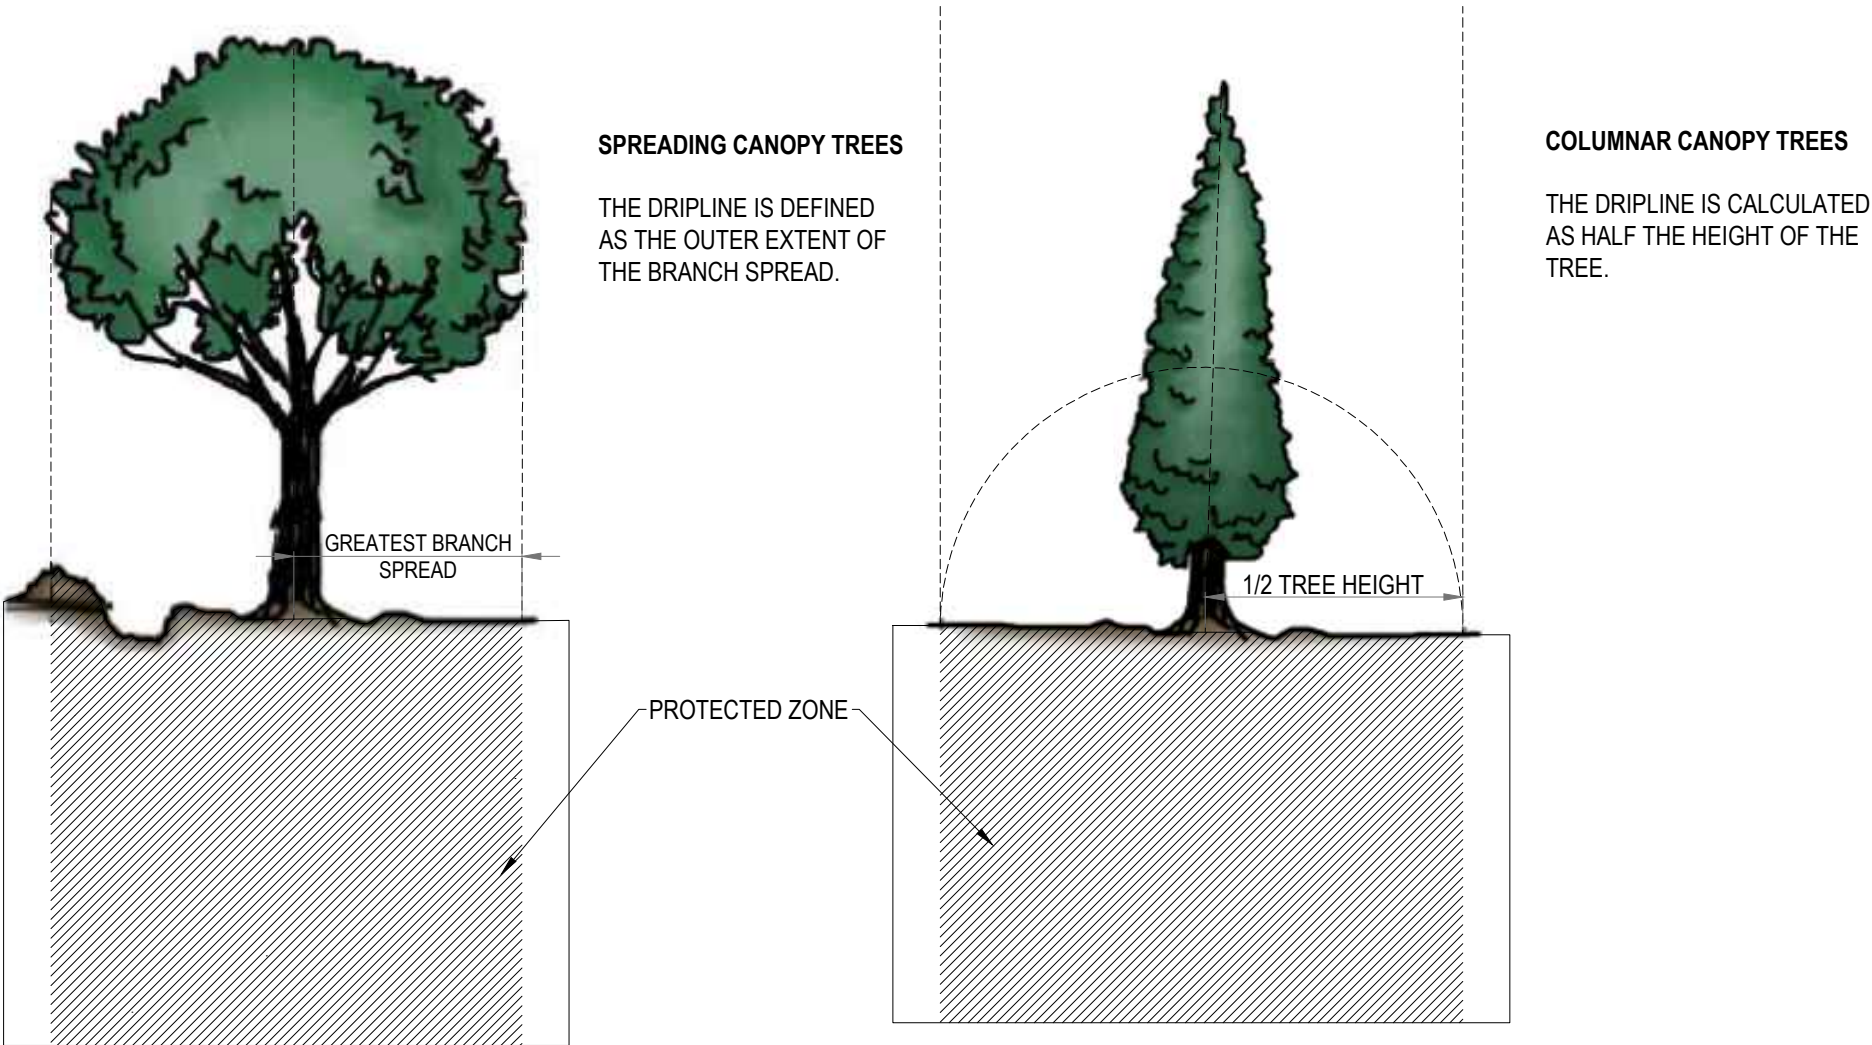 SPREADING CANOPY TREES
THE DRIPLINE IS DEFINED
AS THE OUTER EXTENT OF
THE BRANCH SPREAD.
GREATEST BRANCH
SPREAD
PROTECTED ZONE
COLUMNAR CANOPY TREES
THE DRIPLINE IS CALCULATED
AS HALF THE HEIGHT OF THE
TREE.
1/2 TREE HEIGHT